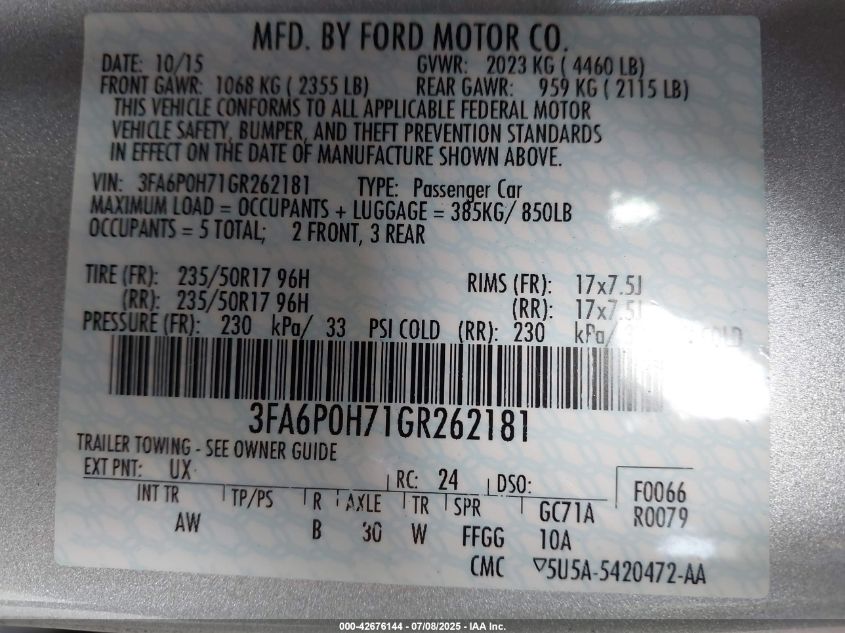 MFD. BY FORD MOTOR CO.
DATE: 10/15 GVWR: 2023 KG ( 4460 LB)
FRONT GAWR: 1068 KG ( 2355 LB) REAR GAWR: 959 KG ( 2115 LB)
THIS VEHICLE CONFORMS TO ALL APPLICABLE FEDERAL MOTOR
VEHICLE SAFETY, BUMPER, AND THEFT PREVENTION STANDARDS
IN EFFECT ON THE DATE OF MANUFACTURE SHOWN ABOVE.
VIN: 3FA6P0H71GR262181 TYPE: Passenger Car
MAXIMUM LOAD = OCCUPANTS + LUGGAGE = 385KG/ 850LB
OCCUPANTS = 5 TOTAL; 2 FRONT, 3 REAR
TIRE (FR): 235/50R17 96H RIMS (FR): 17x7.5J
(RR): 235/50R17 96H (RR): 17x7.5J
PRESSURE (FR): 230 kPa/ 33 PSI COLD (RR): 230 kPa/ COLD
3FA6P0H71GR262181
TRAILER TOWING - SEE OWNER GUIDE
EXT PNT: UX RC: 24 DSO: F0066
INT TR TP/PS R AXLE TR SPR GC71A R0079
AW B 30 W FFGG 10A
CMC ▽5U5A-5420472-AA
000-42676144 - 07/08/2025 - IAA Inc.